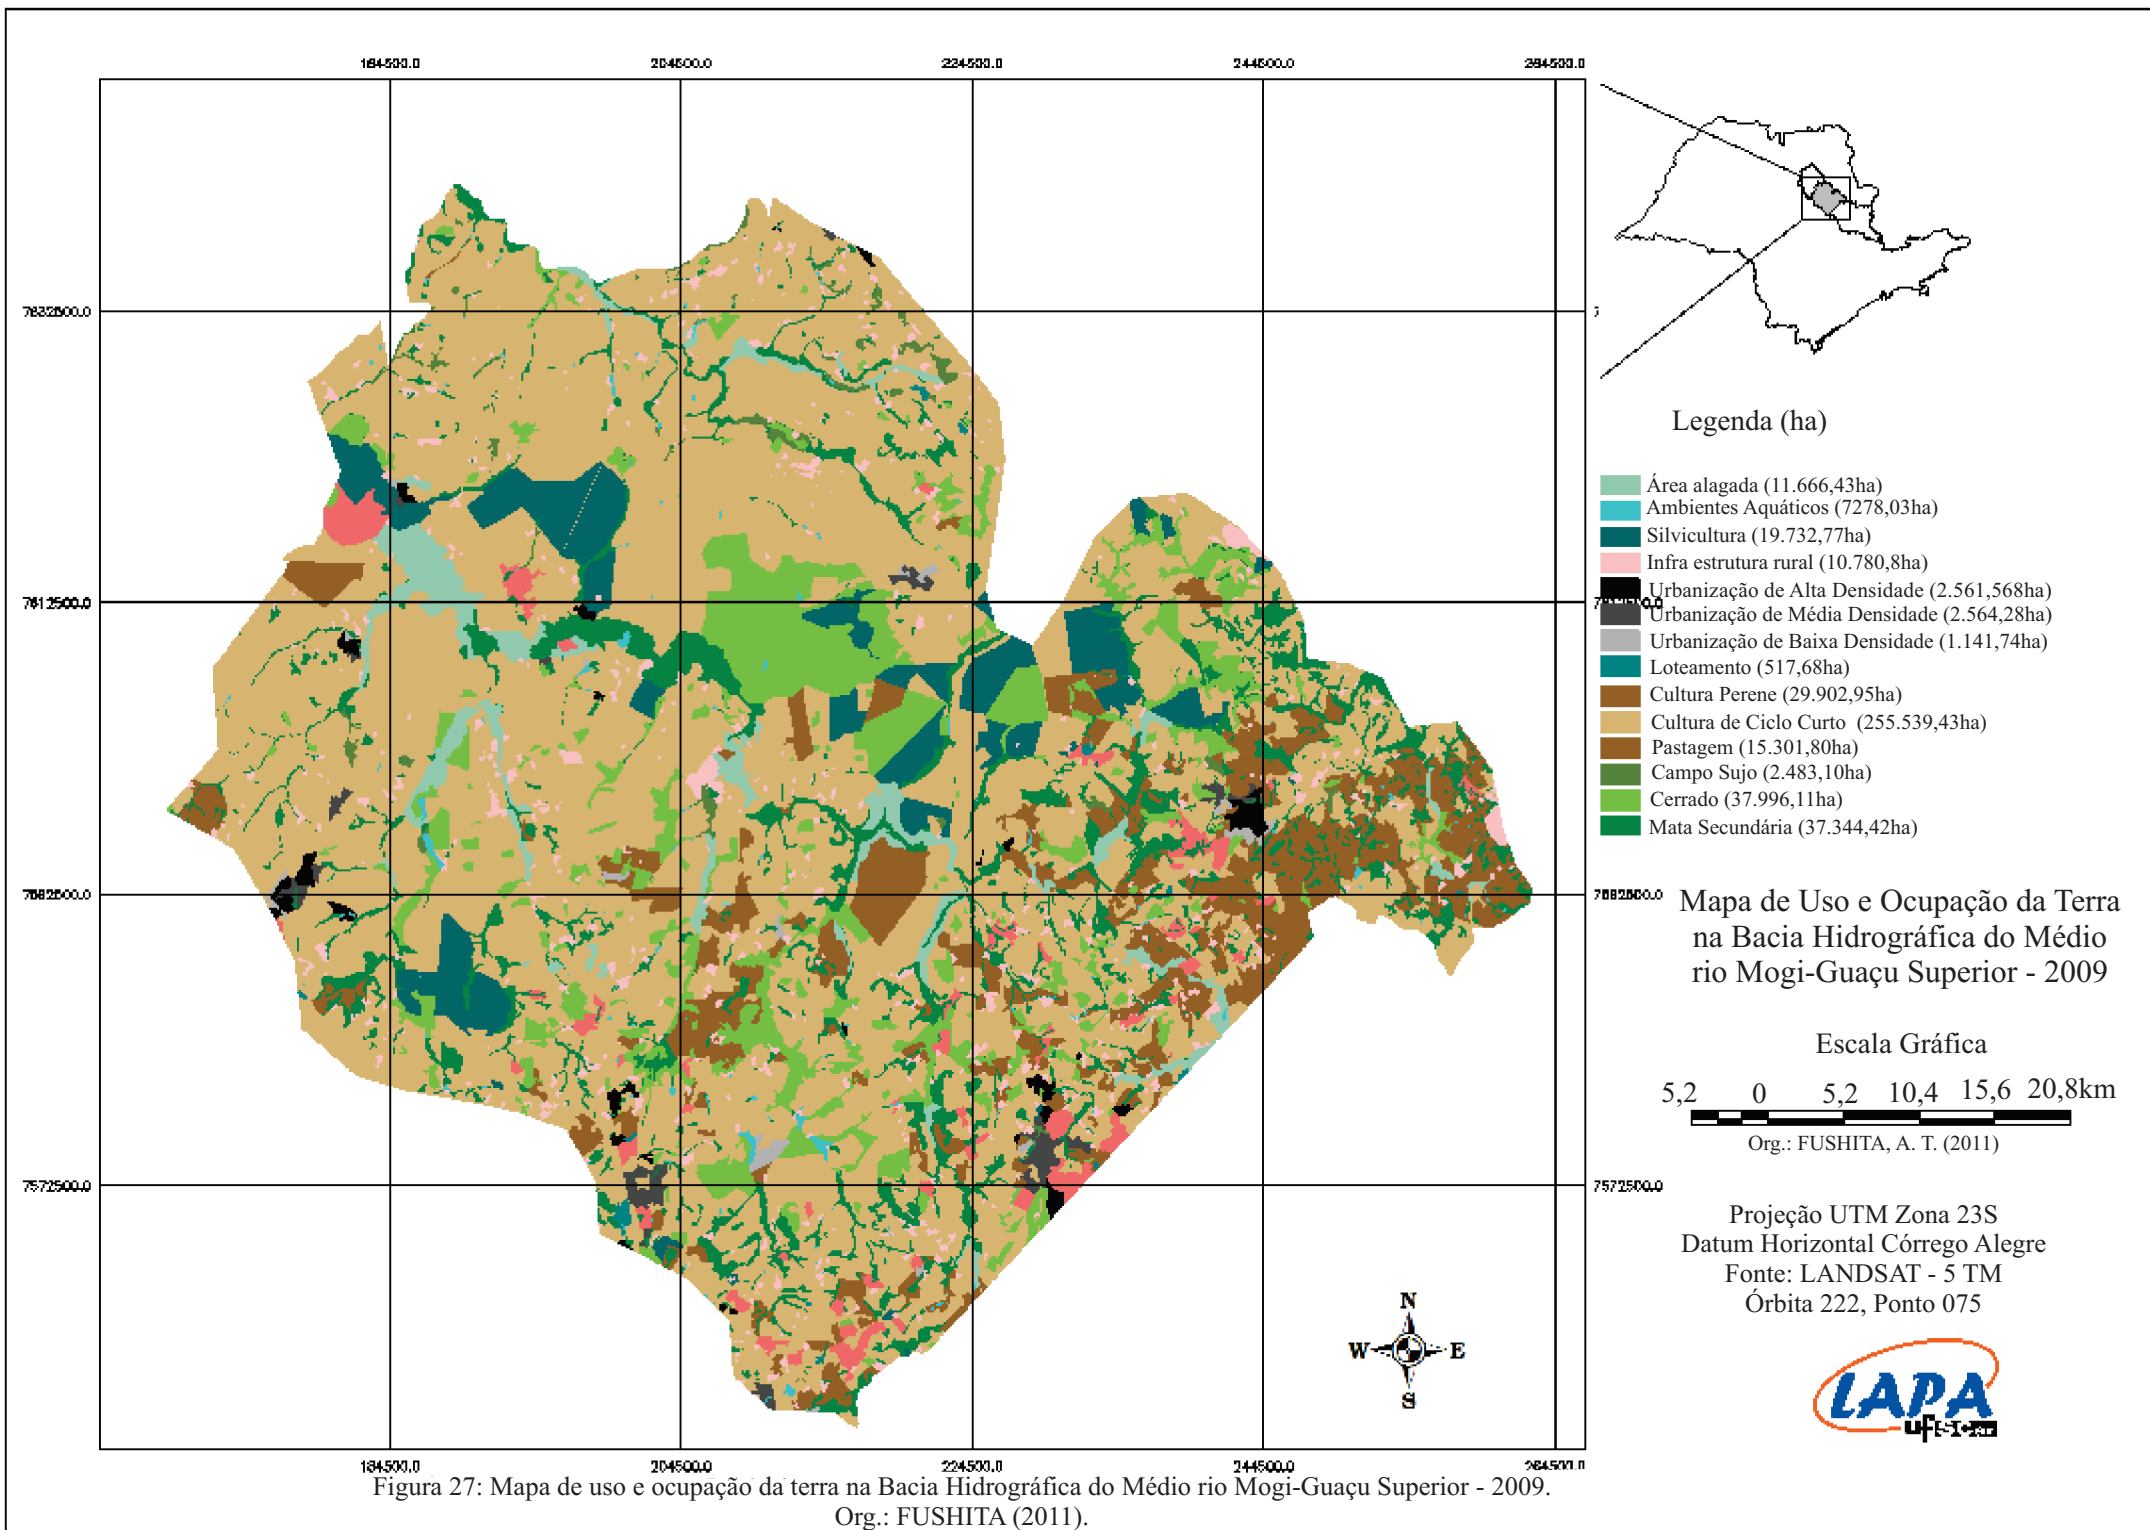 204500.0
224500.0
244500.0
264500.0
Legenda (ha)
Área alagada (11.666,43ha)
Ambientes Aquáticos (7278,03ha)
Silvicultura (19.732,77ha)
Infra estrutura rural (10.780,8ha)
Urbanização de Alta Densidade (2.561,568ha)
Urbanização de Média Densidade (2.564,28ha)
Urbanização de Baixa Densidade (1.141,74ha)
Loteamento (517,68ha)
Cultura Perene (29.902,95ha)
Cultura de Ciclo Curto (255.539,43ha)
Pastagem (15.301,80ha)
Campo Sujo (2.483,10ha)
Cerrado (37.996,11ha)
Mata Secundária (37.344,42ha)
Mapa de Uso e Ocupação da Terra
na Bacia Hidrográfica do Médio
rio Mogi-Guaçu Superior - 2009
Escala Gráfica
5,2 0 5,2 10,4 15,6 20,8km
Org.: FUSHITA, A. T. (2011)
7572500.0
7572500.0
Projeção UTM Zona 23S
Datum Horizontal Córrego Alegre
Fonte: LANDSAT - 5 TM
Órbita 222, Ponto 075
N
W E
S
LAPA
184500.0
204500.0
224500.0
244500.0
264500.0
Figura 27: Mapa de uso e ocupação da terra na Bacia Hidrográfica do Médio rio Mogi-Guaçu Superior - 2009.
Org.: FUSHITA (2011).